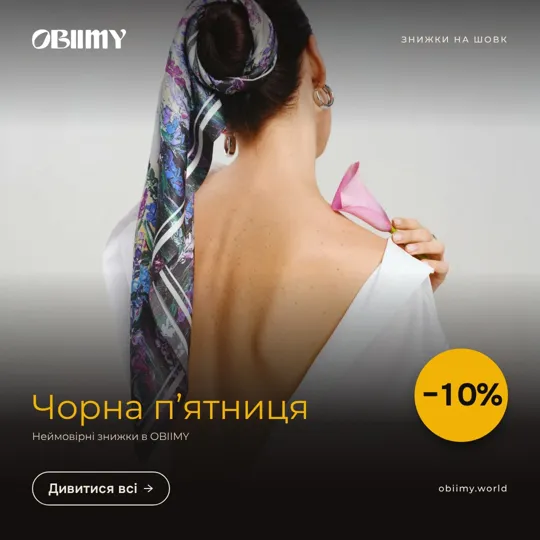 OBIIMY
ЗНИЖКИ НА ШОВК
−10%
Чорна п’ятниця
Неймовірні знижки в OBIIMY
Дивитися всі →
obiimy.world